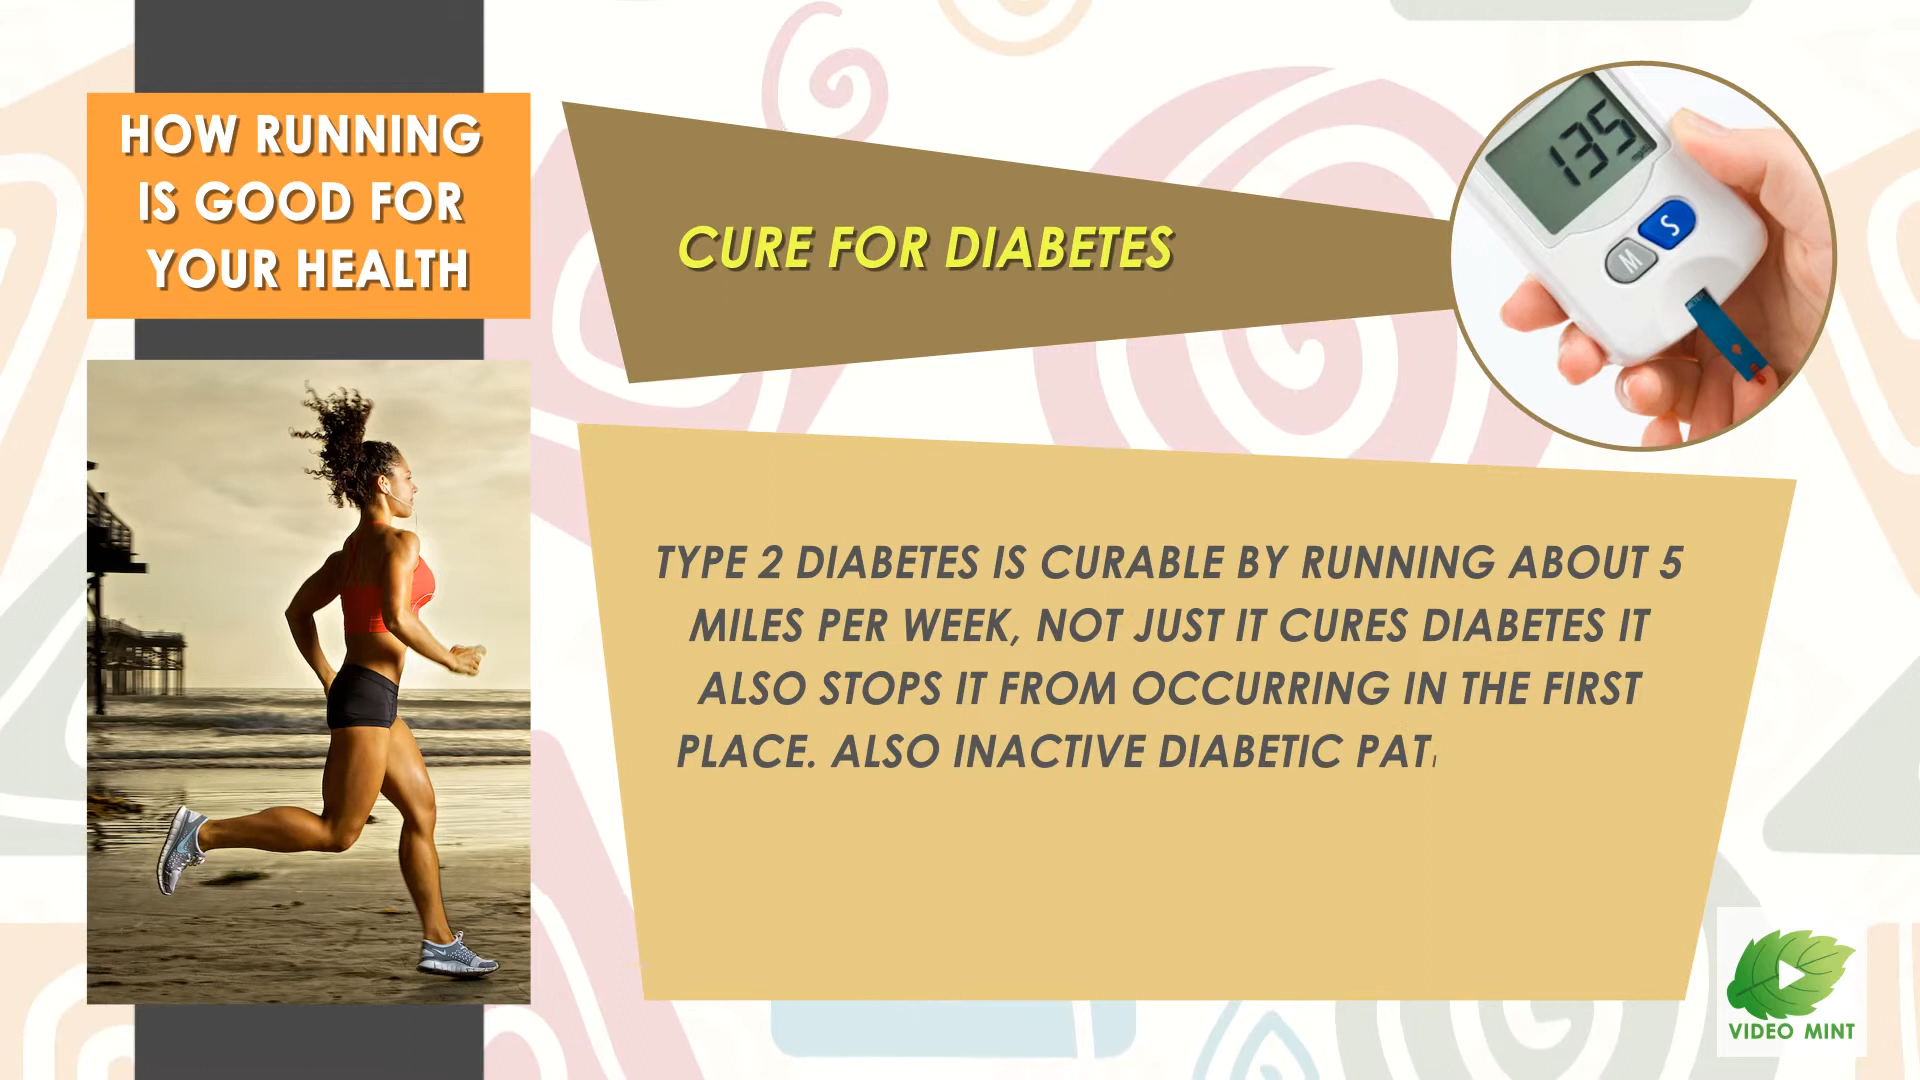 HOW RUNNING
IS GOOD FOR
YOUR HEALTH
CURE FOR DIABETES
135
S
M
TYPE 2 DIABETES IS CURABLE BY RUNNING ABOUT 5
MILES PER WEEK, NOT JUST IT CURES DIABETES IT
ALSO STOPS IT FROM OCCURRING IN THE FIRST
PLACE. ALSO INACTIVE DIABETIC PATI
VIDEO MINT